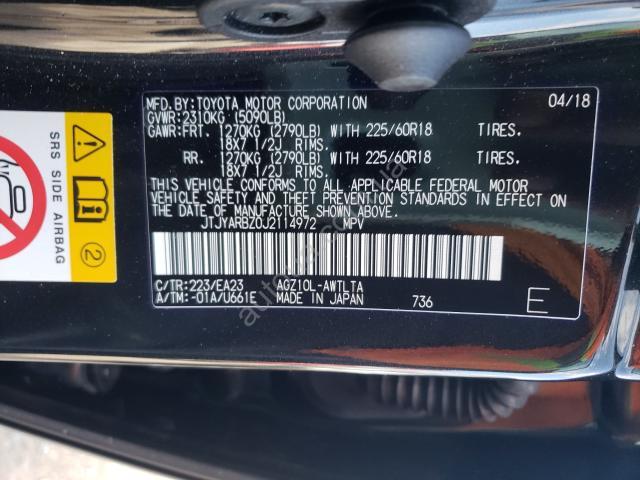 MFD.BY:TOYOTA MOTOR CORPORATION 04/18
GVWR:2310KG (5090LB)
GAWR:FRT. 1270KG (2790LB) WITH 225/60R18 TIRES.
18X7 1/2J RIMS.
RR. 1270KG (2790LB) WITH 225/60R18 TIRES.
18X7 1/2J RIMS.
THIS VEHICLE CONFORMS TO ALL APPLICABLE FEDERAL MOTOR
VEHICLE SAFETY AND THEFT PREVENTION STANDARDS IN EFFECT ON
THE DATE OF MANUFACTURE SHOWN ABOVE.
JTJYARBZ0J2114972 MPV
C/TR:223/EA23 AGZ10L-AWTLTA
A/TM:-01A/U661E MADE IN JAPAN 736 E
SRS SIDE AIRBAG
2